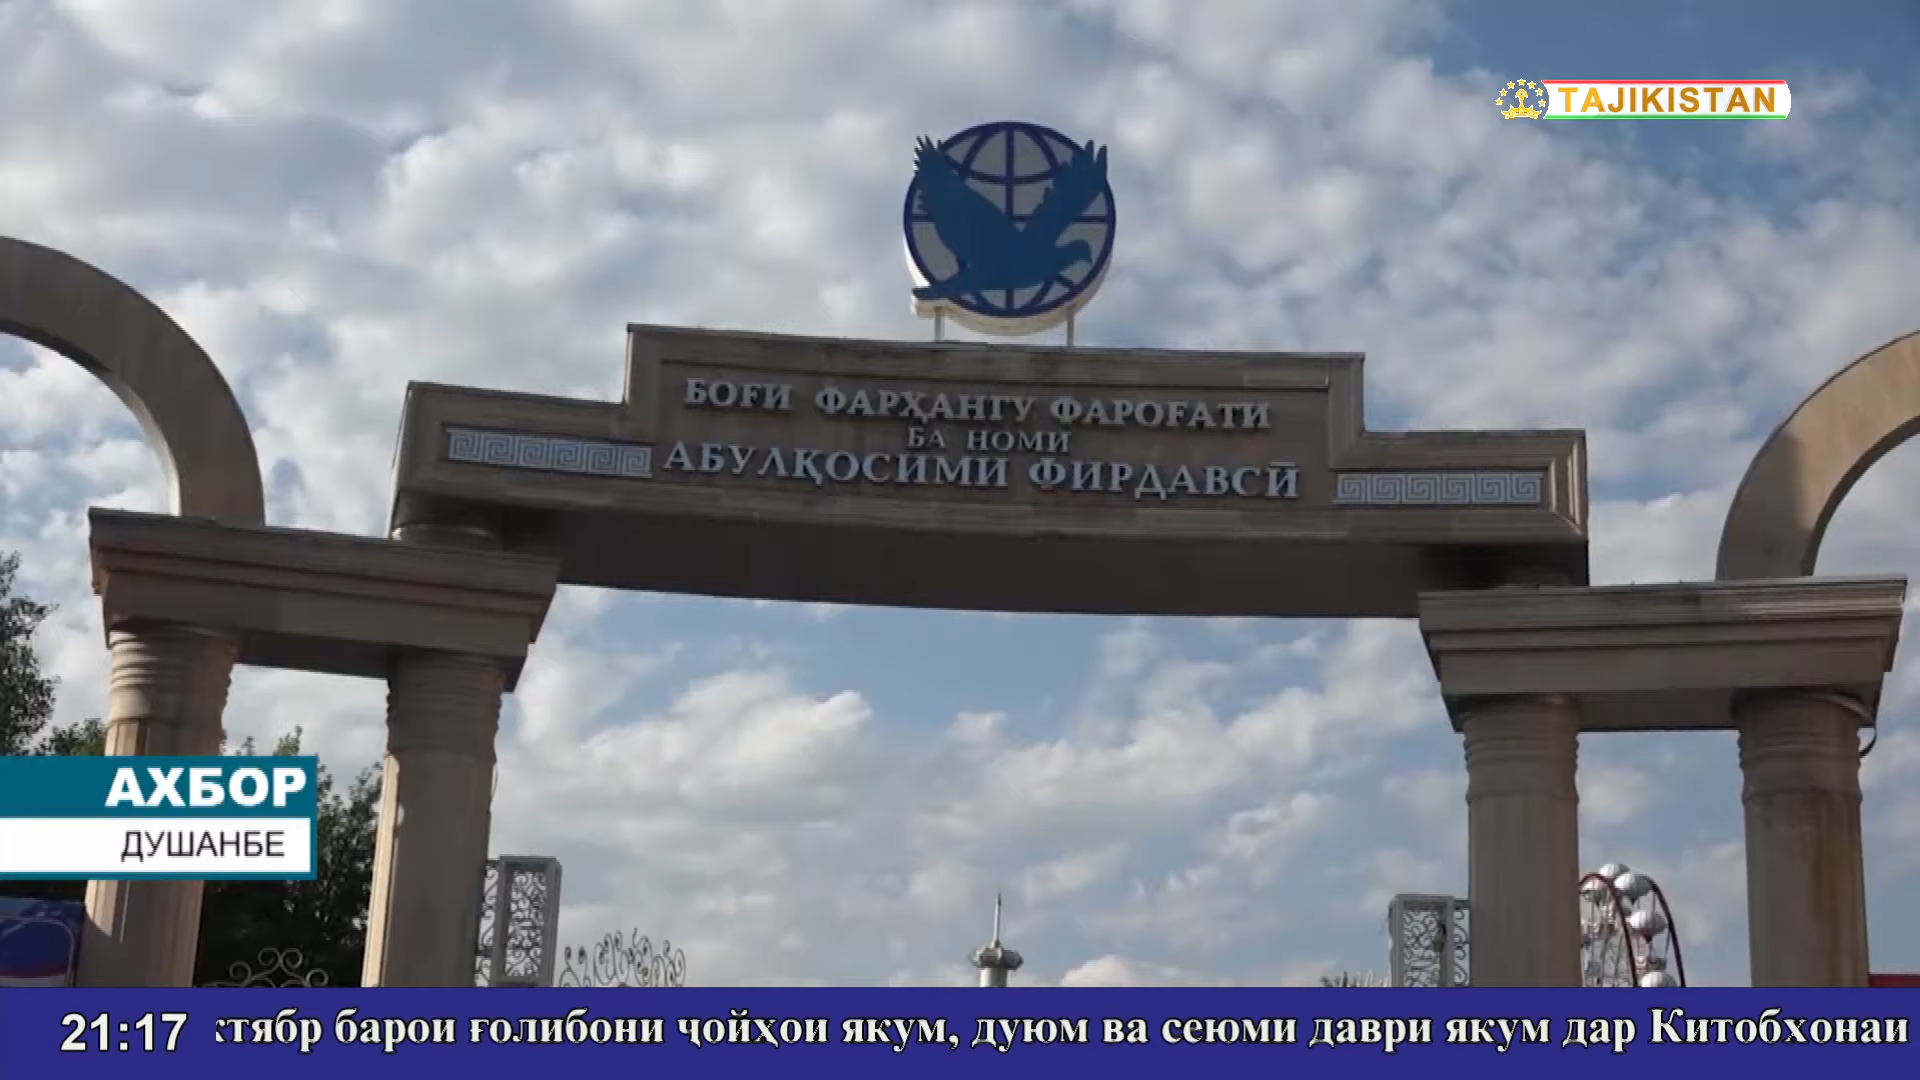 TAJIKISTAN
БОҒИ ФАРҲАНГУ ФАРОҒАТИ
БА НОМИ
АБУЛҚОСИМИ ФИРДАВСӢ
АХБОР
ДУШАНБЕ
21:17 ктябр барои ғолибони ҷойҳои якум, дуюм ва сеюми даври якум дар Китобхонаи